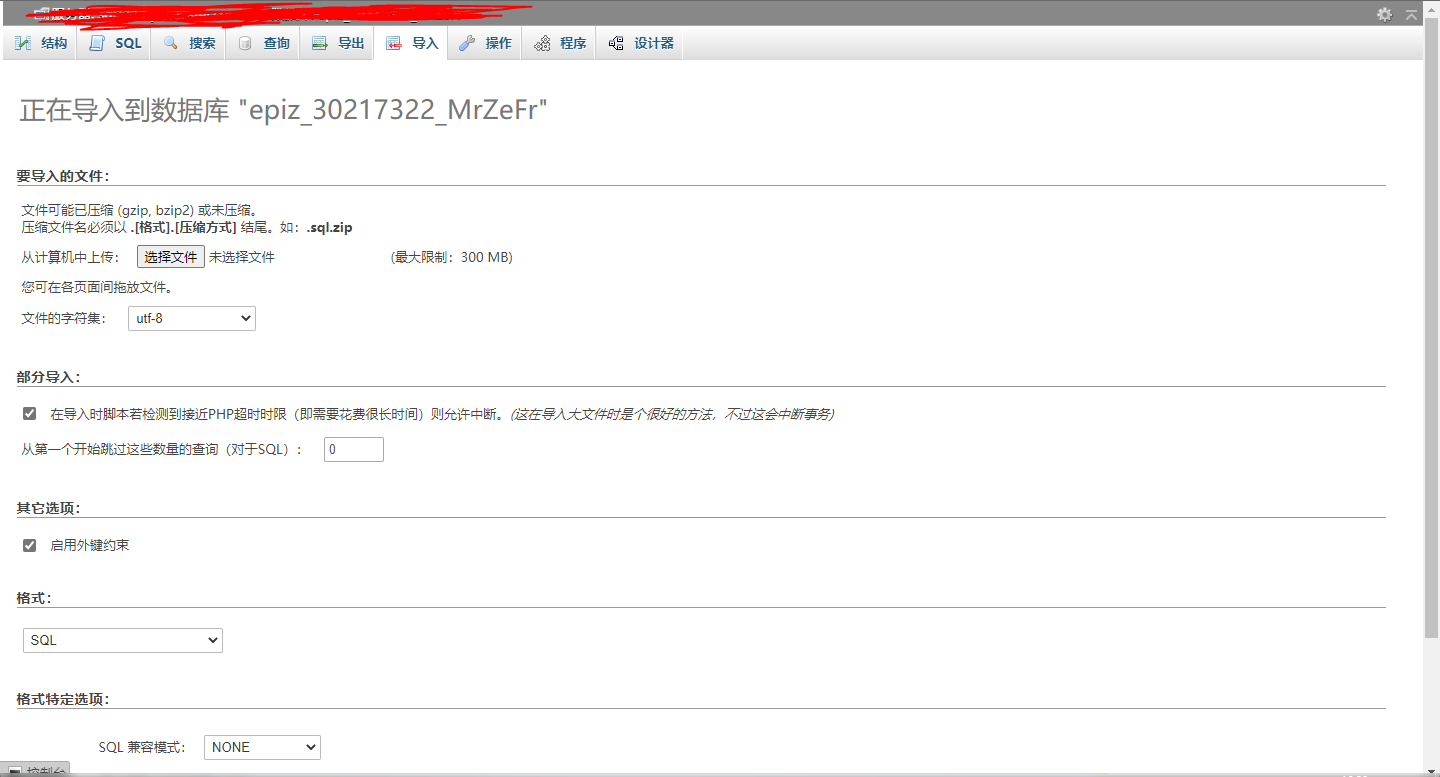 结构 SQL 搜索 查询 导出 导入 操作 程序 设计器
正在导入到数据库 "epiz_30217322_MrZeFr"
要导入的文件：
文件可能已压缩 (gzip, bzip2) 或未压缩。
压缩文件名必须以 .[格式].[压缩方式] 结尾。如：.sql.zip
从计算机中上传： 选择文件 未选择文件 (最大限制：300 MB)
您可在各页面间拖放文件。
文件的字符集： utf-8
部分导入：
在导入时脚本若检测到接近PHP超时时限（即需要花费很长时间）则允许中断。(这在导入大文件时是个很好的方法，不过这会中断事务)
从第一个开始跳过这些数量的查询（对于SQL）： 0
其它选项：
启用外键约束
格式：
SQL
格式特定选项：
SQL 兼容模式： NONE
控制台